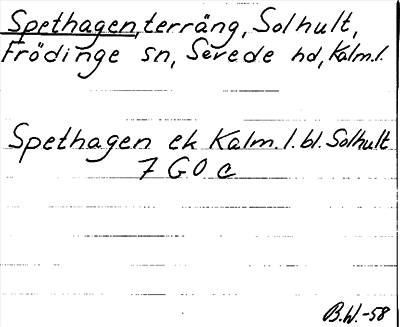 Spethagen, terräng, Solhult,
Frödinge sn, Sevede hd, Kalm.l.
Spethagen ek Kalm.l.bl. Solhult
7 G 0 c
B.W.-58